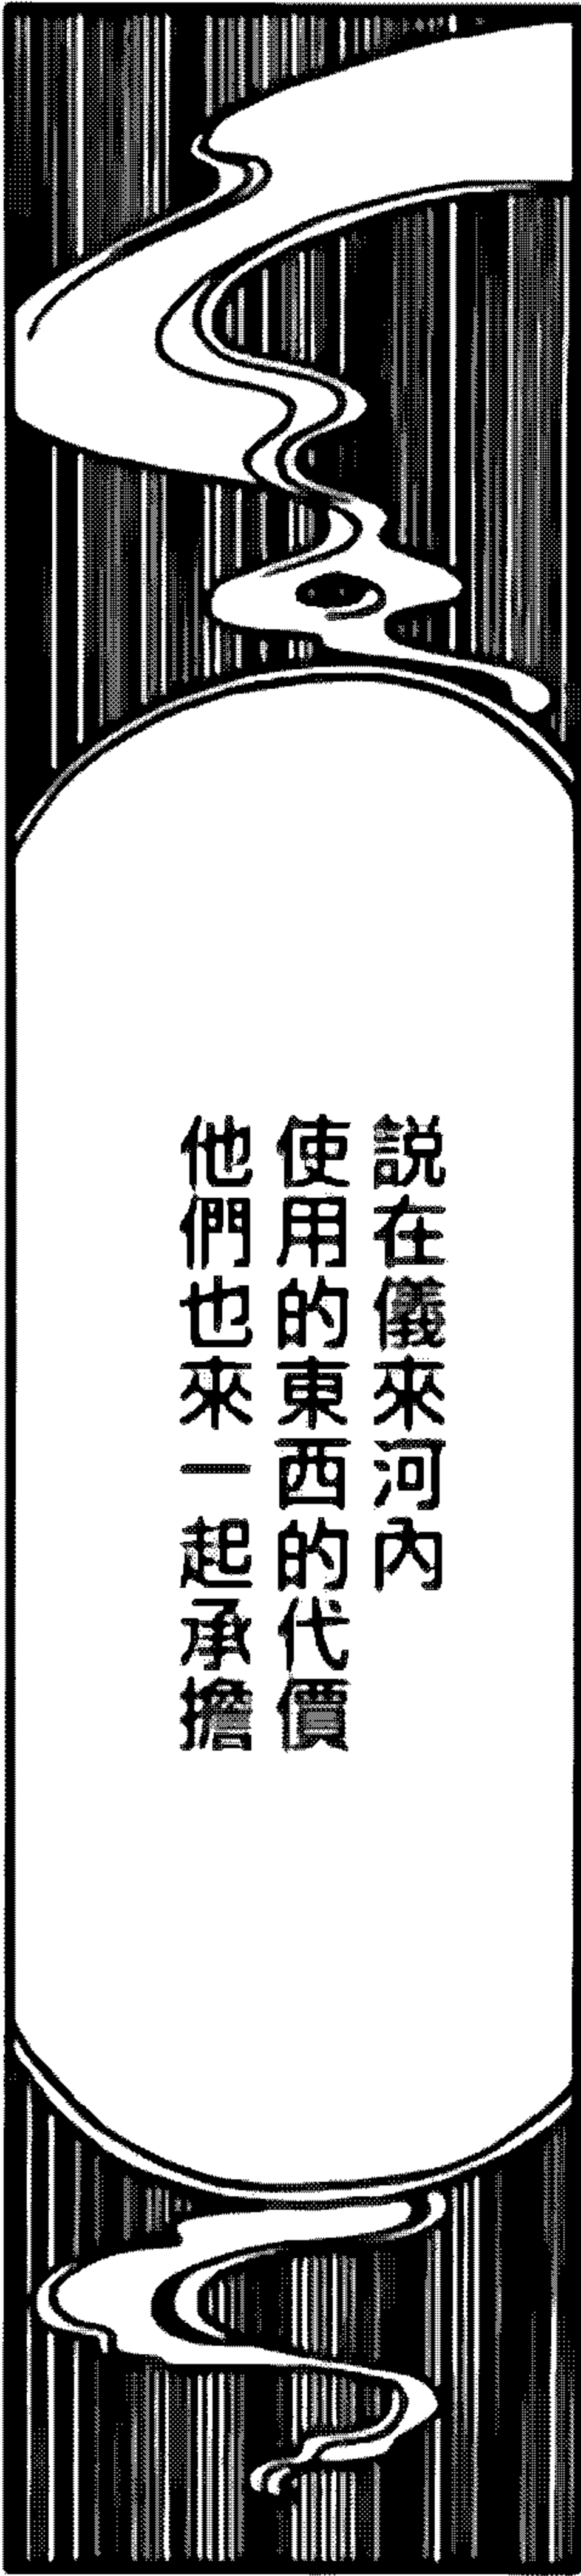 説在儀來河內
使用的東西的代價
他們也來一起承擔